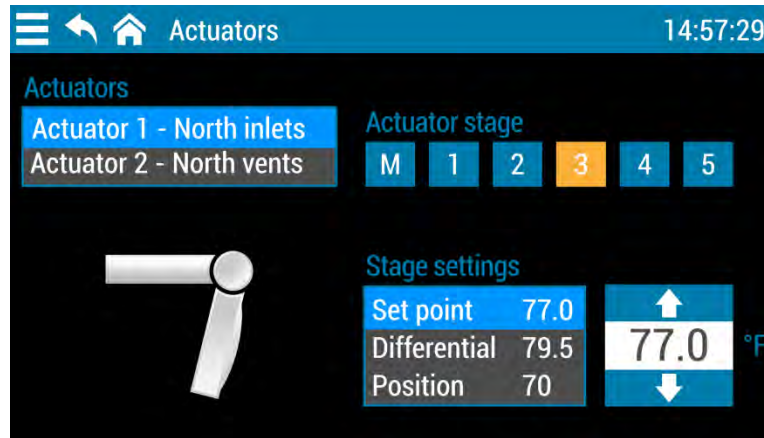 Actuators 14:57:29
Actuators
Actuator 1 - North inlets
Actuator 2 - North vents
Actuator stage
M 1 2 3 4 5
Stage settings
Set point 77.0
Differential 79.5
Position 70
77.0 °F